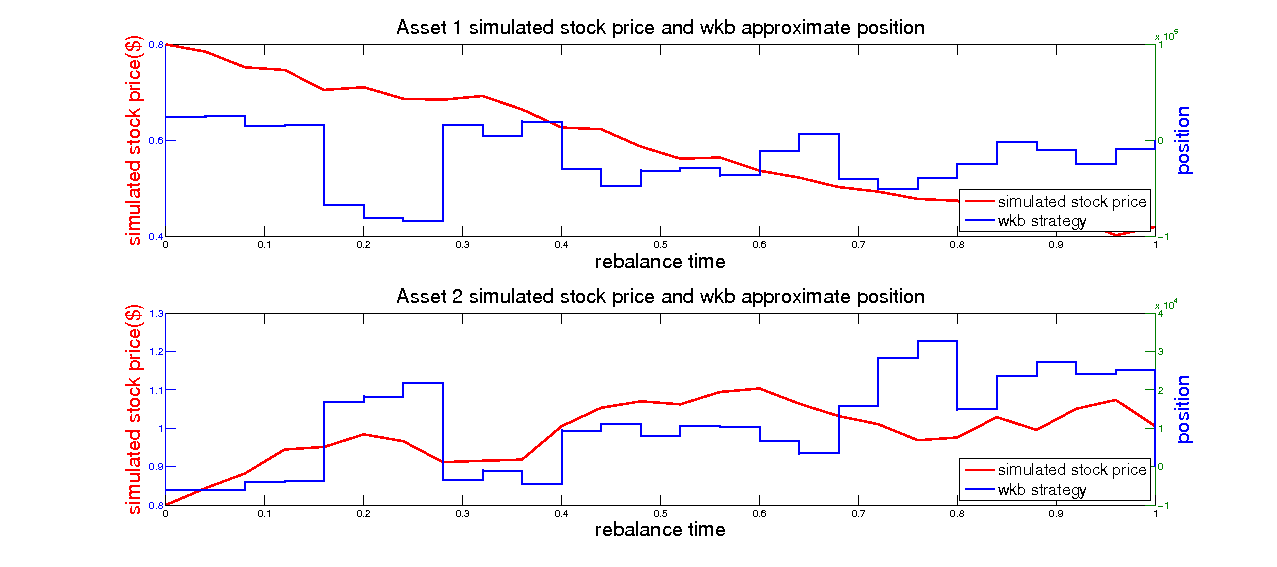 Asset 1 simulated stock price and wkb approximate position
x 10^5
simulated stock price($)
0.8
0.6
0.4
1
0
−1
position
simulated stock price
wkb strategy
0 0.1 0.2 0.3 0.4 0.5 0.6 0.7 0.8 0.9 1
rebalance time
Asset 2 simulated stock price and wkb approximate position
x 10^4
simulated stock price($)
1.3
1.2
1.1
1
0.9
0.8
4
3
2
1
0
−1
position
simulated stock price
wkb strategy
0 0.1 0.2 0.3 0.4 0.5 0.6 0.7 0.8 0.9 1
rebalance time